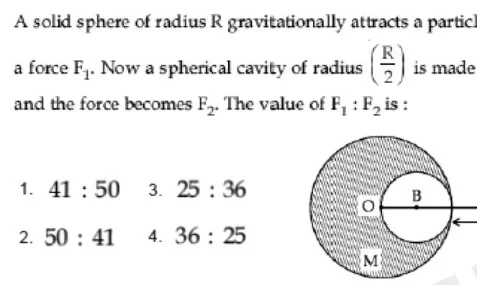 A solid sphere of radius R gravitationally attracts a
a force F₁. Now a spherical cavity of radius (R/2) is made
and the force becomes F₂. The value of F₁ : F₂ is :
1. 41 : 50 3. 25 : 36
2. 50 : 41 4. 36 : 25
O B
M